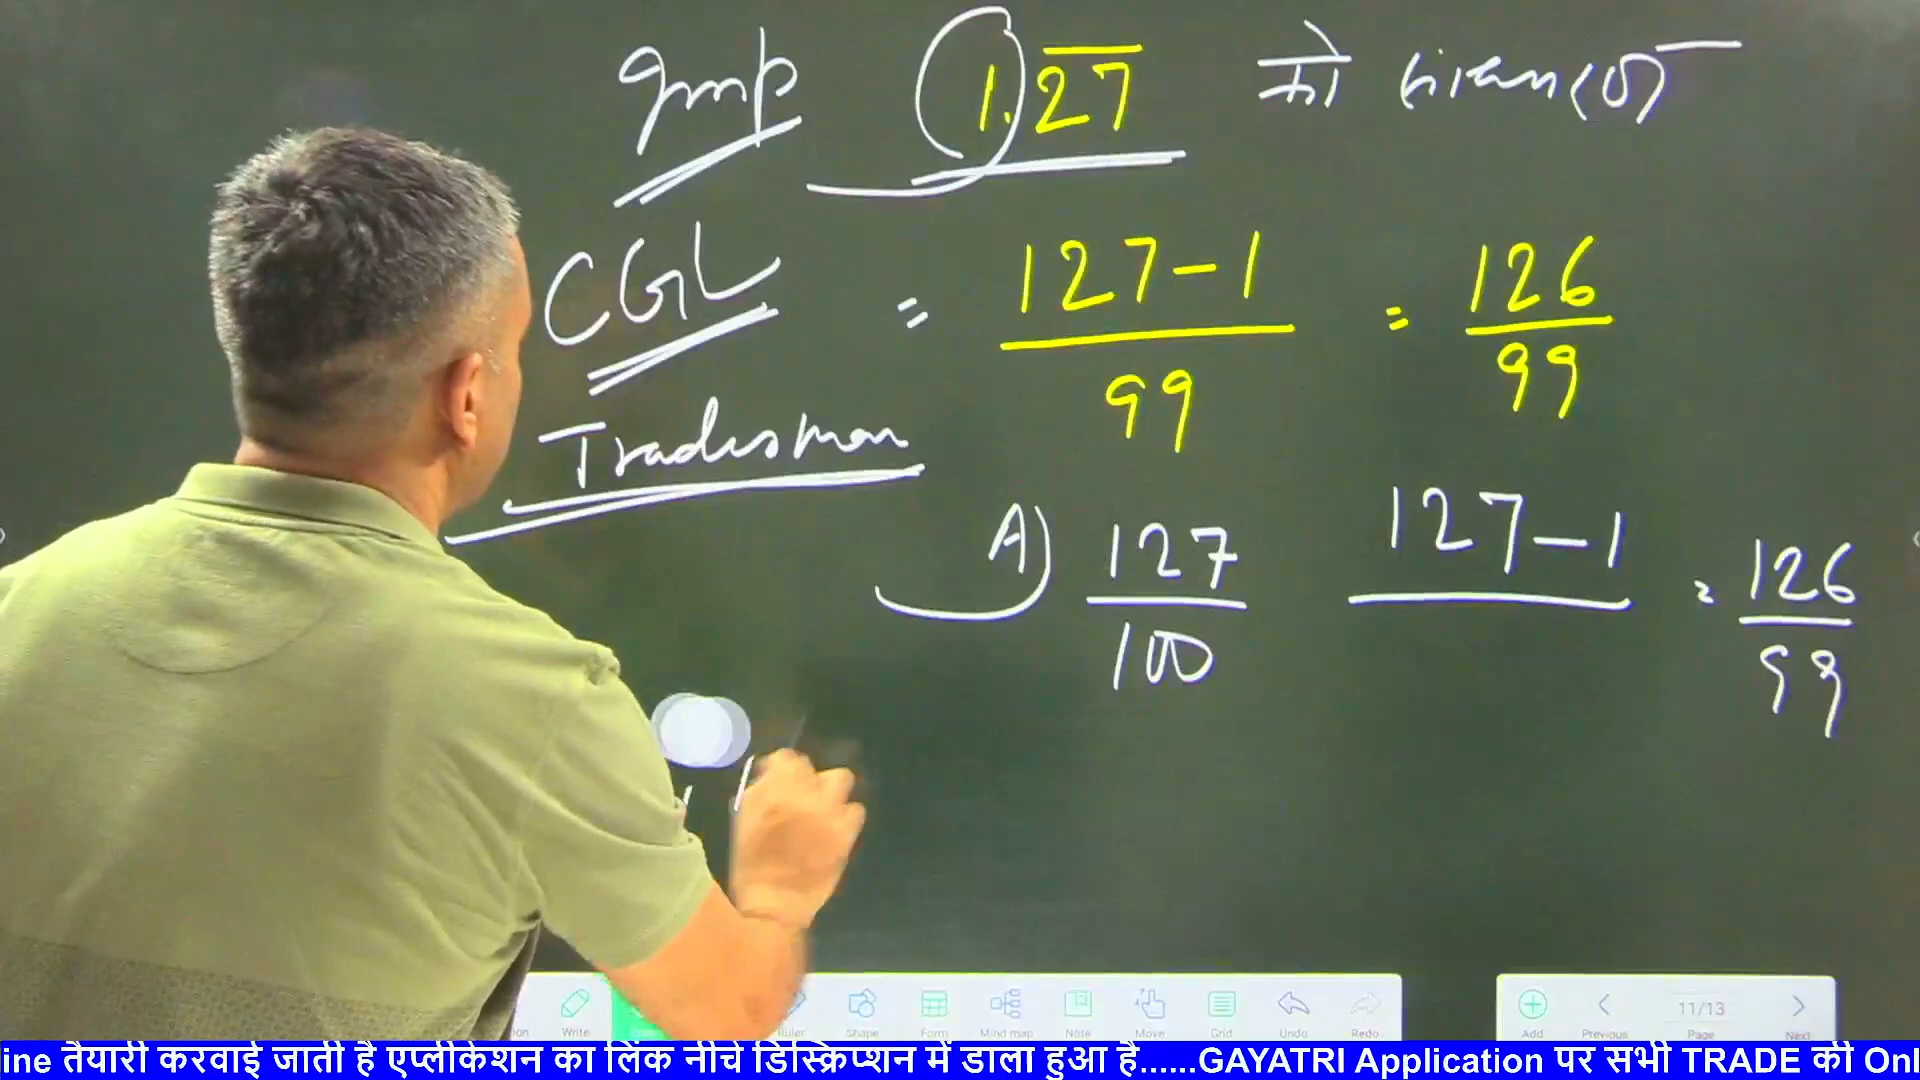 Imp 1.27̅ को
CGL = 127-1/99 = 126/99
Tradesman
A) 127/100 127-1 = 126/99
Write Ruler Shape Form Mind map Note Move Grid Undo Redo Add Previous 11/13 Page Next
line तैयारी करवाई जाती है एप्लीकेशन का लिंक नीचे डिस्क्रिप्शन में डाला हुआ है......GAYATRI Application पर सभी TRADE की Onl